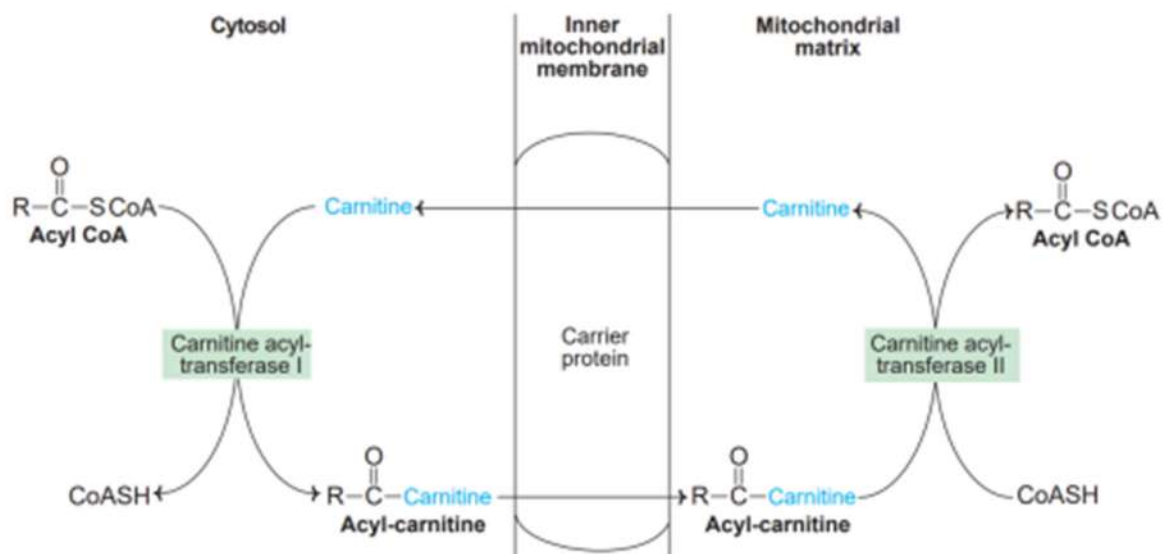 Cytosol
Inner
mitochondrial
membrane
Mitochondrial
matrix
O
R–C–SCoA
Acyl CoA
Carnitine
Carnitine
O
R–C–SCoA
Acyl CoA
Carnitine acyl-
transferase I
Carrier
protein
Carnitine acyl-
transferase II
CoASH
O
R–C–Carnitine
Acyl-carnitine
O
R–C–Carnitine
Acyl-carnitine
CoASH